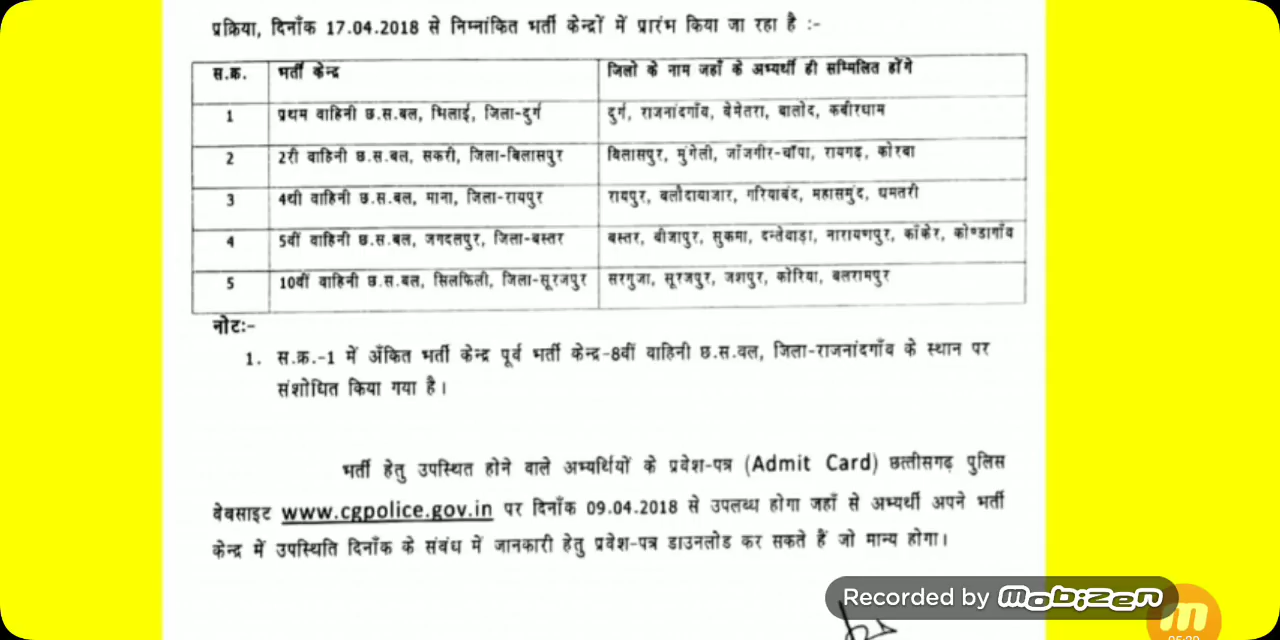 प्रक्रिया, दिनाँक 17.04.2018 से निम्नांकित भर्ती केन्द्रों में प्रारंभ किया जा रहा है :-
स.क्र. भर्ती केन्द्र जिलो के नाम जहाँ के अभ्यर्थी ही सम्मिलित होंगे
1 प्रथम वाहिनी छ.स.बल, भिलाई, जिला-दुर्ग दुर्ग, राजनांदगाँव, बेमेतरा, बालोद, कबीरधाम
2 2री वाहिनी छ.स.बल, सकरी, जिला-बिलासपुर बिलासपुर, मुंगेली, जाँजगीर-चाँपा, रायगढ़, कोरबा
3 4थी वाहिनी छ.स.बल, माना, जिला-रायपुर रायपुर, बलौदाबाजार, गरियाबंद, महासमुंद, धमतरी
4 5वीं वाहिनी छ.स.बल, जगदलपुर, जिला-बस्तर बस्तर, बीजापुर, सुकमा, दन्तेवाड़ा, नारायणपुर, काँकेर, कोण्डागाँव
5 10वीं वाहिनी छ.स.बल, सिलफिली, जिला-सूरजपुर सरगुजा, सूरजपुर, जशपुर, कोरिया, बलरामपुर
नोटः-
1. स.क्र.-1 में अँकित भर्ती केन्द्र पूर्व भर्ती केन्द्र-8वीं वाहिनी छ.स.बल, जिला-राजनांदगाँव के स्थान पर
संशोधित किया गया है।
भर्ती हेतु उपस्थित होने वाले अभ्यर्थियों के प्रवेश-पत्र (Admit Card) छत्तीसगढ़ पुलिस
वेबसाइट www.cgpolice.gov.in पर दिनाँक 09.04.2018 से उपलब्ध होगा जहाँ से अभ्यर्थी अपने भर्ती
केन्द्र में उपस्थिति दिनाँक के संबंध में जानकारी हेतु प्रवेश-पत्र डाउनलोड कर सकते हैं जो मान्य होगा।
Recorded by mobizen